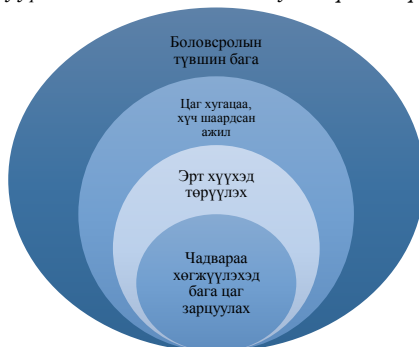 Боловсролын
түвшин бага
Цаг хугацаа,
хүч шаардсан
ажил
Эрт хүүхэд
төрүүлэх
Чадвараа
хөгжүүлэхэд
бага цаг
зарцуулах